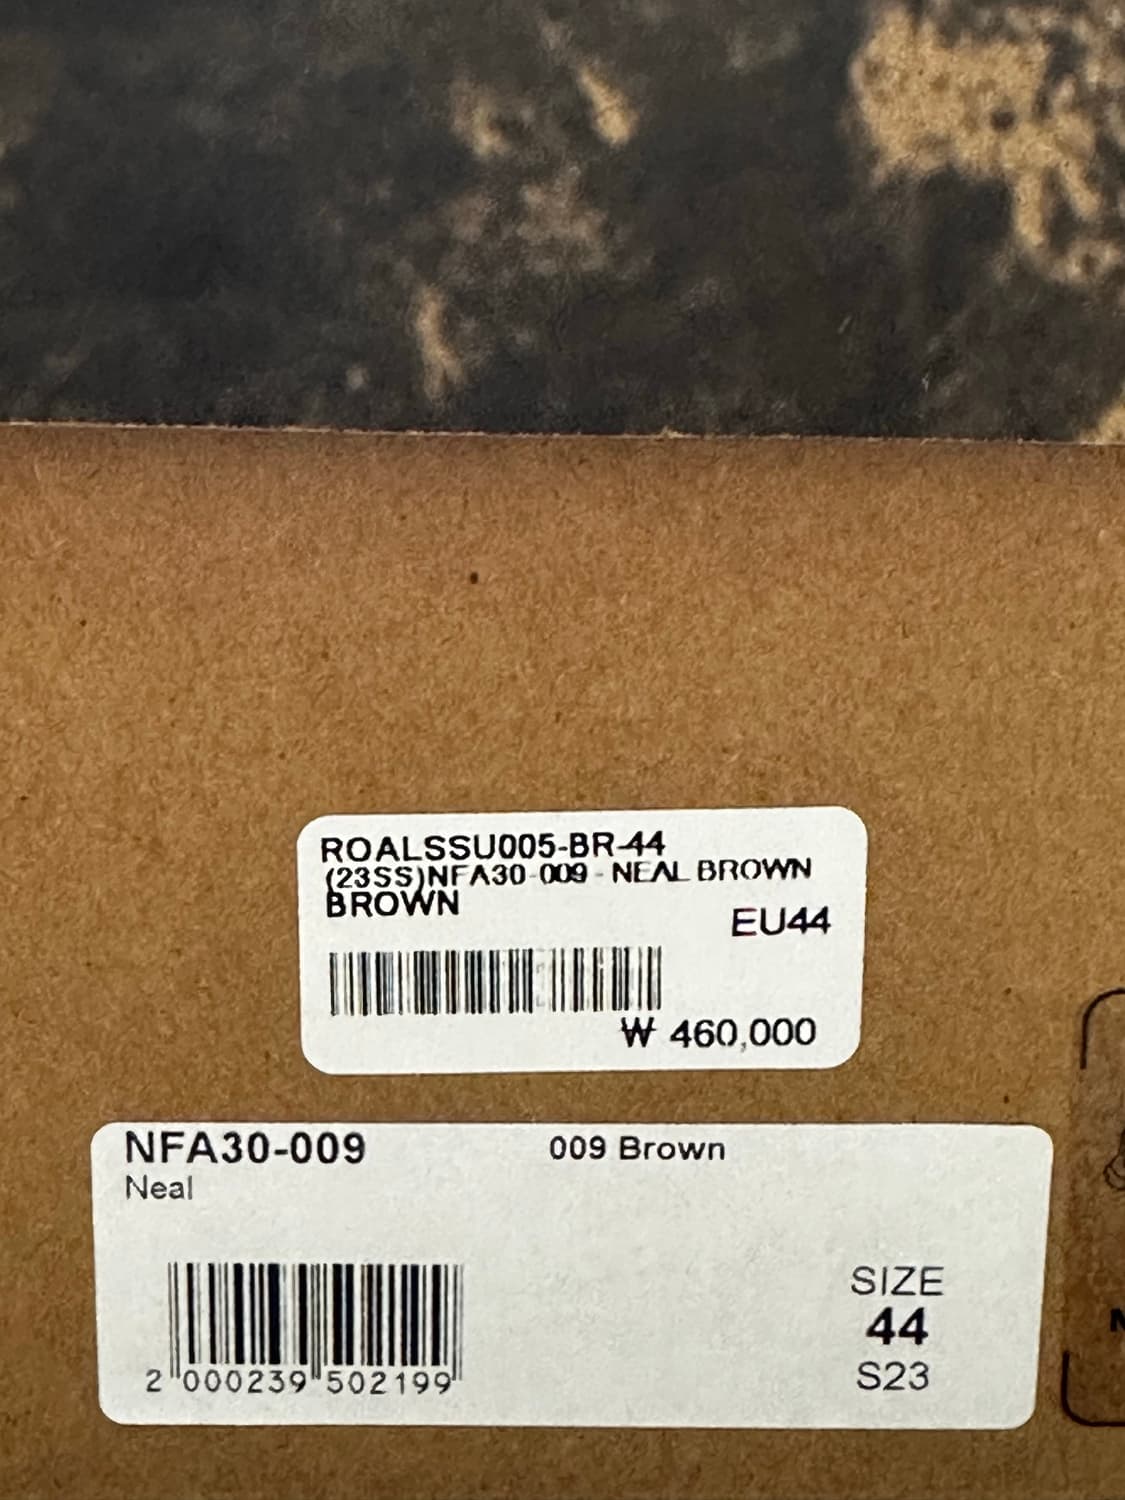 ROALSSU005-BR-44
(23SS)NFA30-009 - NEAL BROWN
BROWN
EU44
₩ 460,000
NFA30-009
009 Brown
Neal
SIZE
44
S23
2 000239 502199